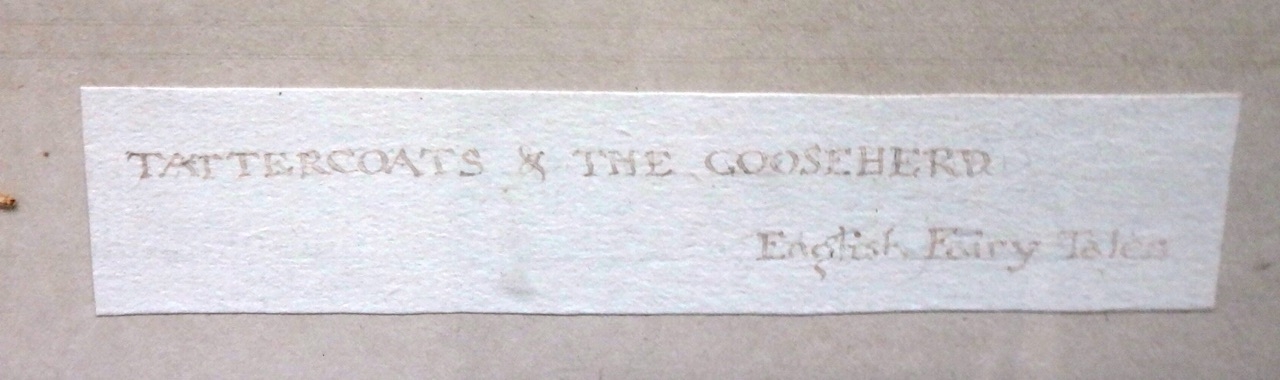 TATTERCOATS & THE GOOSEHERD
English Fairy Tales